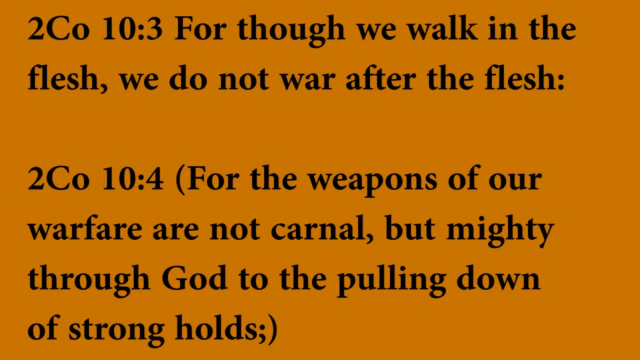 2Co 10:3 For though we walk in the
flesh, we do not war after the flesh:
2Co 10:4 (For the weapons of our
warfare are not carnal, but mighty
through God to the pulling down
of strong holds;)